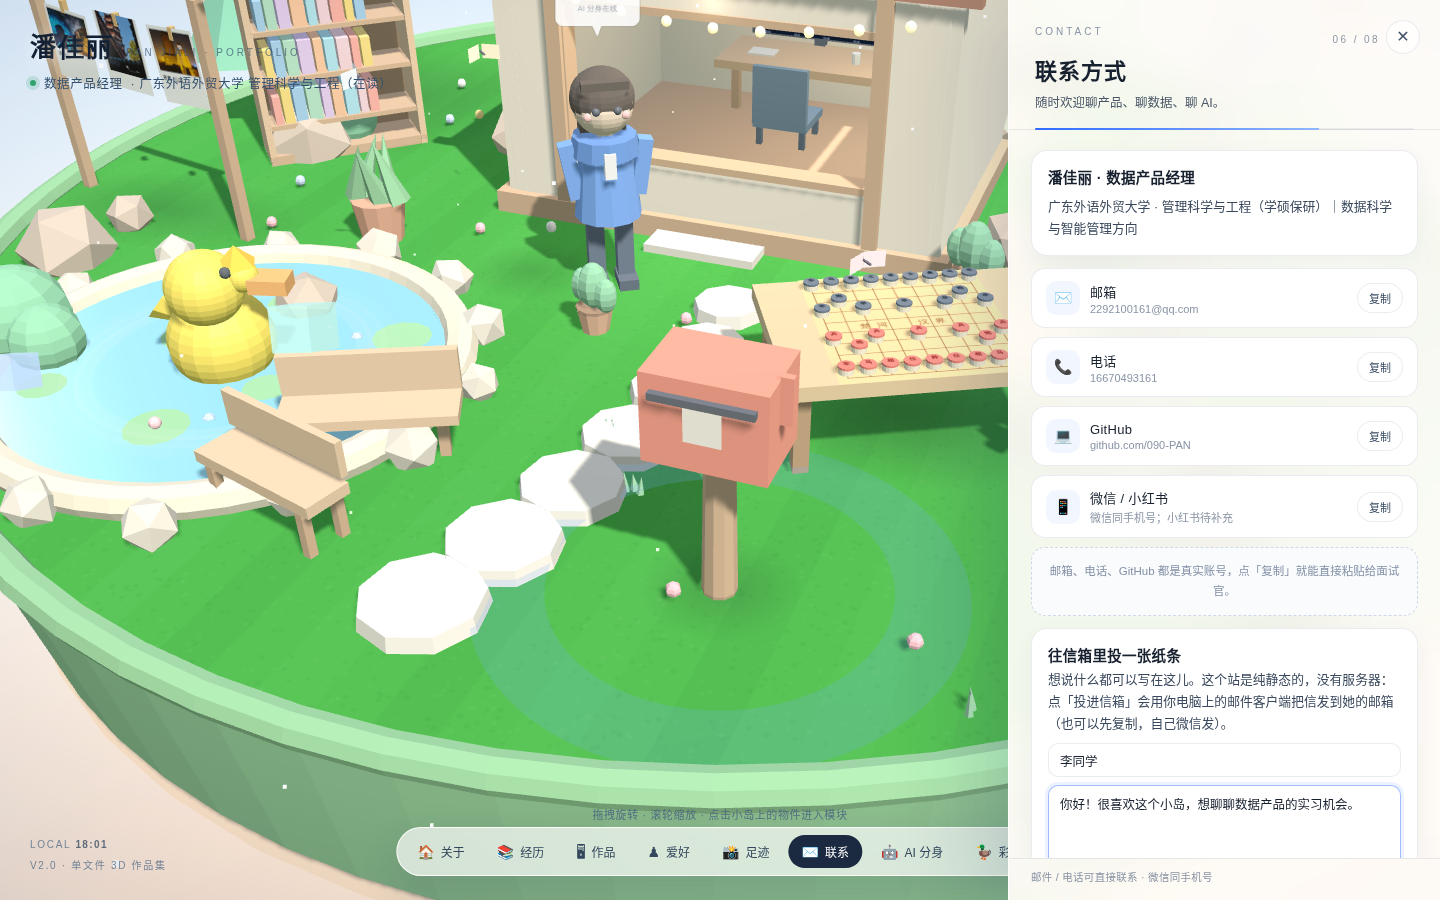 潘佳丽
PORTFOLIO
数据产品经理 · 广东外语外贸大学 管理科学与工程（在读）
AI 分身在线
CONTACT
06 / 08
✕
联系方式
随时欢迎聊产品、聊数据、聊 AI。
潘佳丽 · 数据产品经理
广东外语外贸大学 · 管理科学与工程（学硕保研）｜数据科学
与智能管理方向
邮箱
2292100161@qq.com
复制
电话
16670493161
复制
GitHub
github.com/090-PAN
复制
微信 / 小红书
微信同手机号；小红书待补充
复制
邮箱、电话、GitHub 都是真实账号，点「复制」就能直接粘贴给面试
官。
往信箱里投一张纸条
想说什么都可以写在这儿。这个站是纯静态的，没有服务器：
点「投进信箱」会用你电脑上的邮件客户端把信发到她的邮箱
（也可以先复制，自己微信发）。
李同学
你好！很喜欢这个小岛，想聊聊数据产品的实习机会。
邮件 / 电话可直接联系 · 微信同手机号
拖拽旋转 · 滚轮缩放 · 点击小岛上的物件进入模块
关于
经历
作品
爱好
足迹
联系
AI 分身
彩
LOCAL 18:01
V2.0 · 单文件 3D 作品集